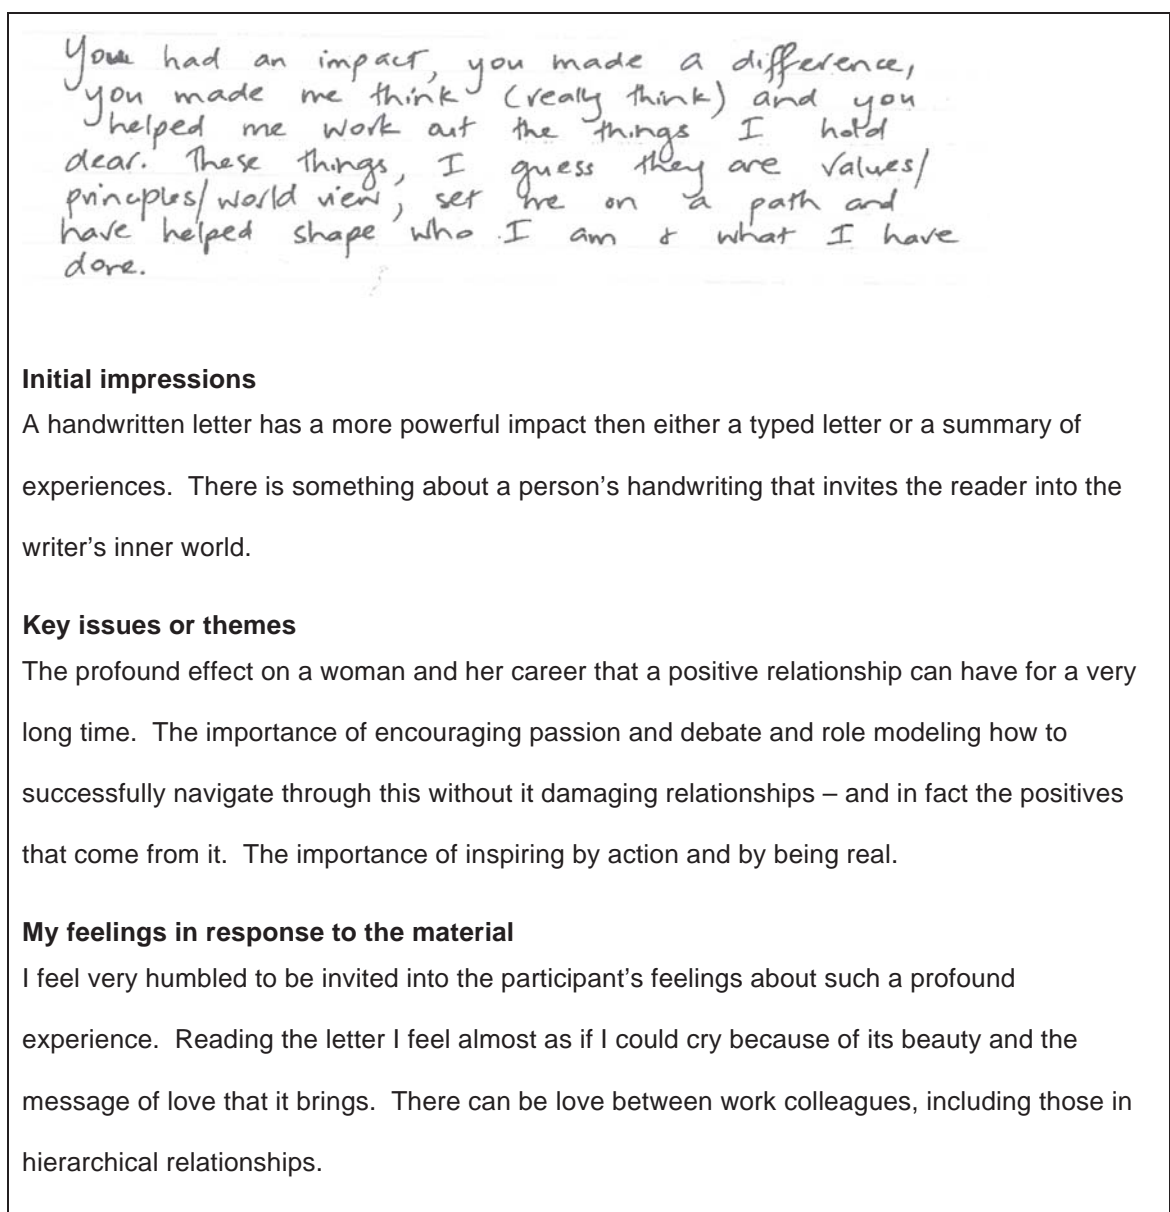 You had an impact, you made a difference,
you made me think (really think) and you
helped me work out the things I hold
dear. These things, I guess they are values/
principles/world view, set me on a path and
have helped shape who I am & what I have
done.
Initial impressions
A handwritten letter has a more powerful impact then either a typed letter or a summary of
experiences.  There is something about a person's handwriting that invites the reader into the
writer's inner world.
Key issues or themes
The profound effect on a woman and her career that a positive relationship can have for a very
long time.  The importance of encouraging passion and debate and role modeling how to
successfully navigate through this without it damaging relationships – and in fact the positives
that come from it.  The importance of inspiring by action and by being real.
My feelings in response to the material
I feel very humbled to be invited into the participant's feelings about such a profound
experience.  Reading the letter I feel almost as if I could cry because of its beauty and the
message of love that it brings.  There can be love between work colleagues, including those in
hierarchical relationships.